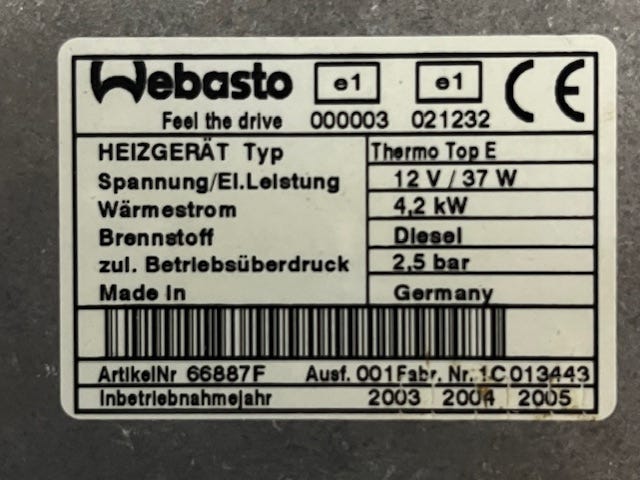 Webasto e1 e1 CE
Feel the drive 000003 021232
HEIZGERÄT Typ Thermo Top E
Spannung/El.Leistung 12 V / 37 W
Wärmestrom 4,2 kW
Brennstoff Diesel
zul. Betriebsüberdruck 2,5 bar
Made In Germany
ArtikelNr 66887F Ausf. 001Fabr. Nr. 1C013443
Inbetriebnahmejahr 2003 2004 2005